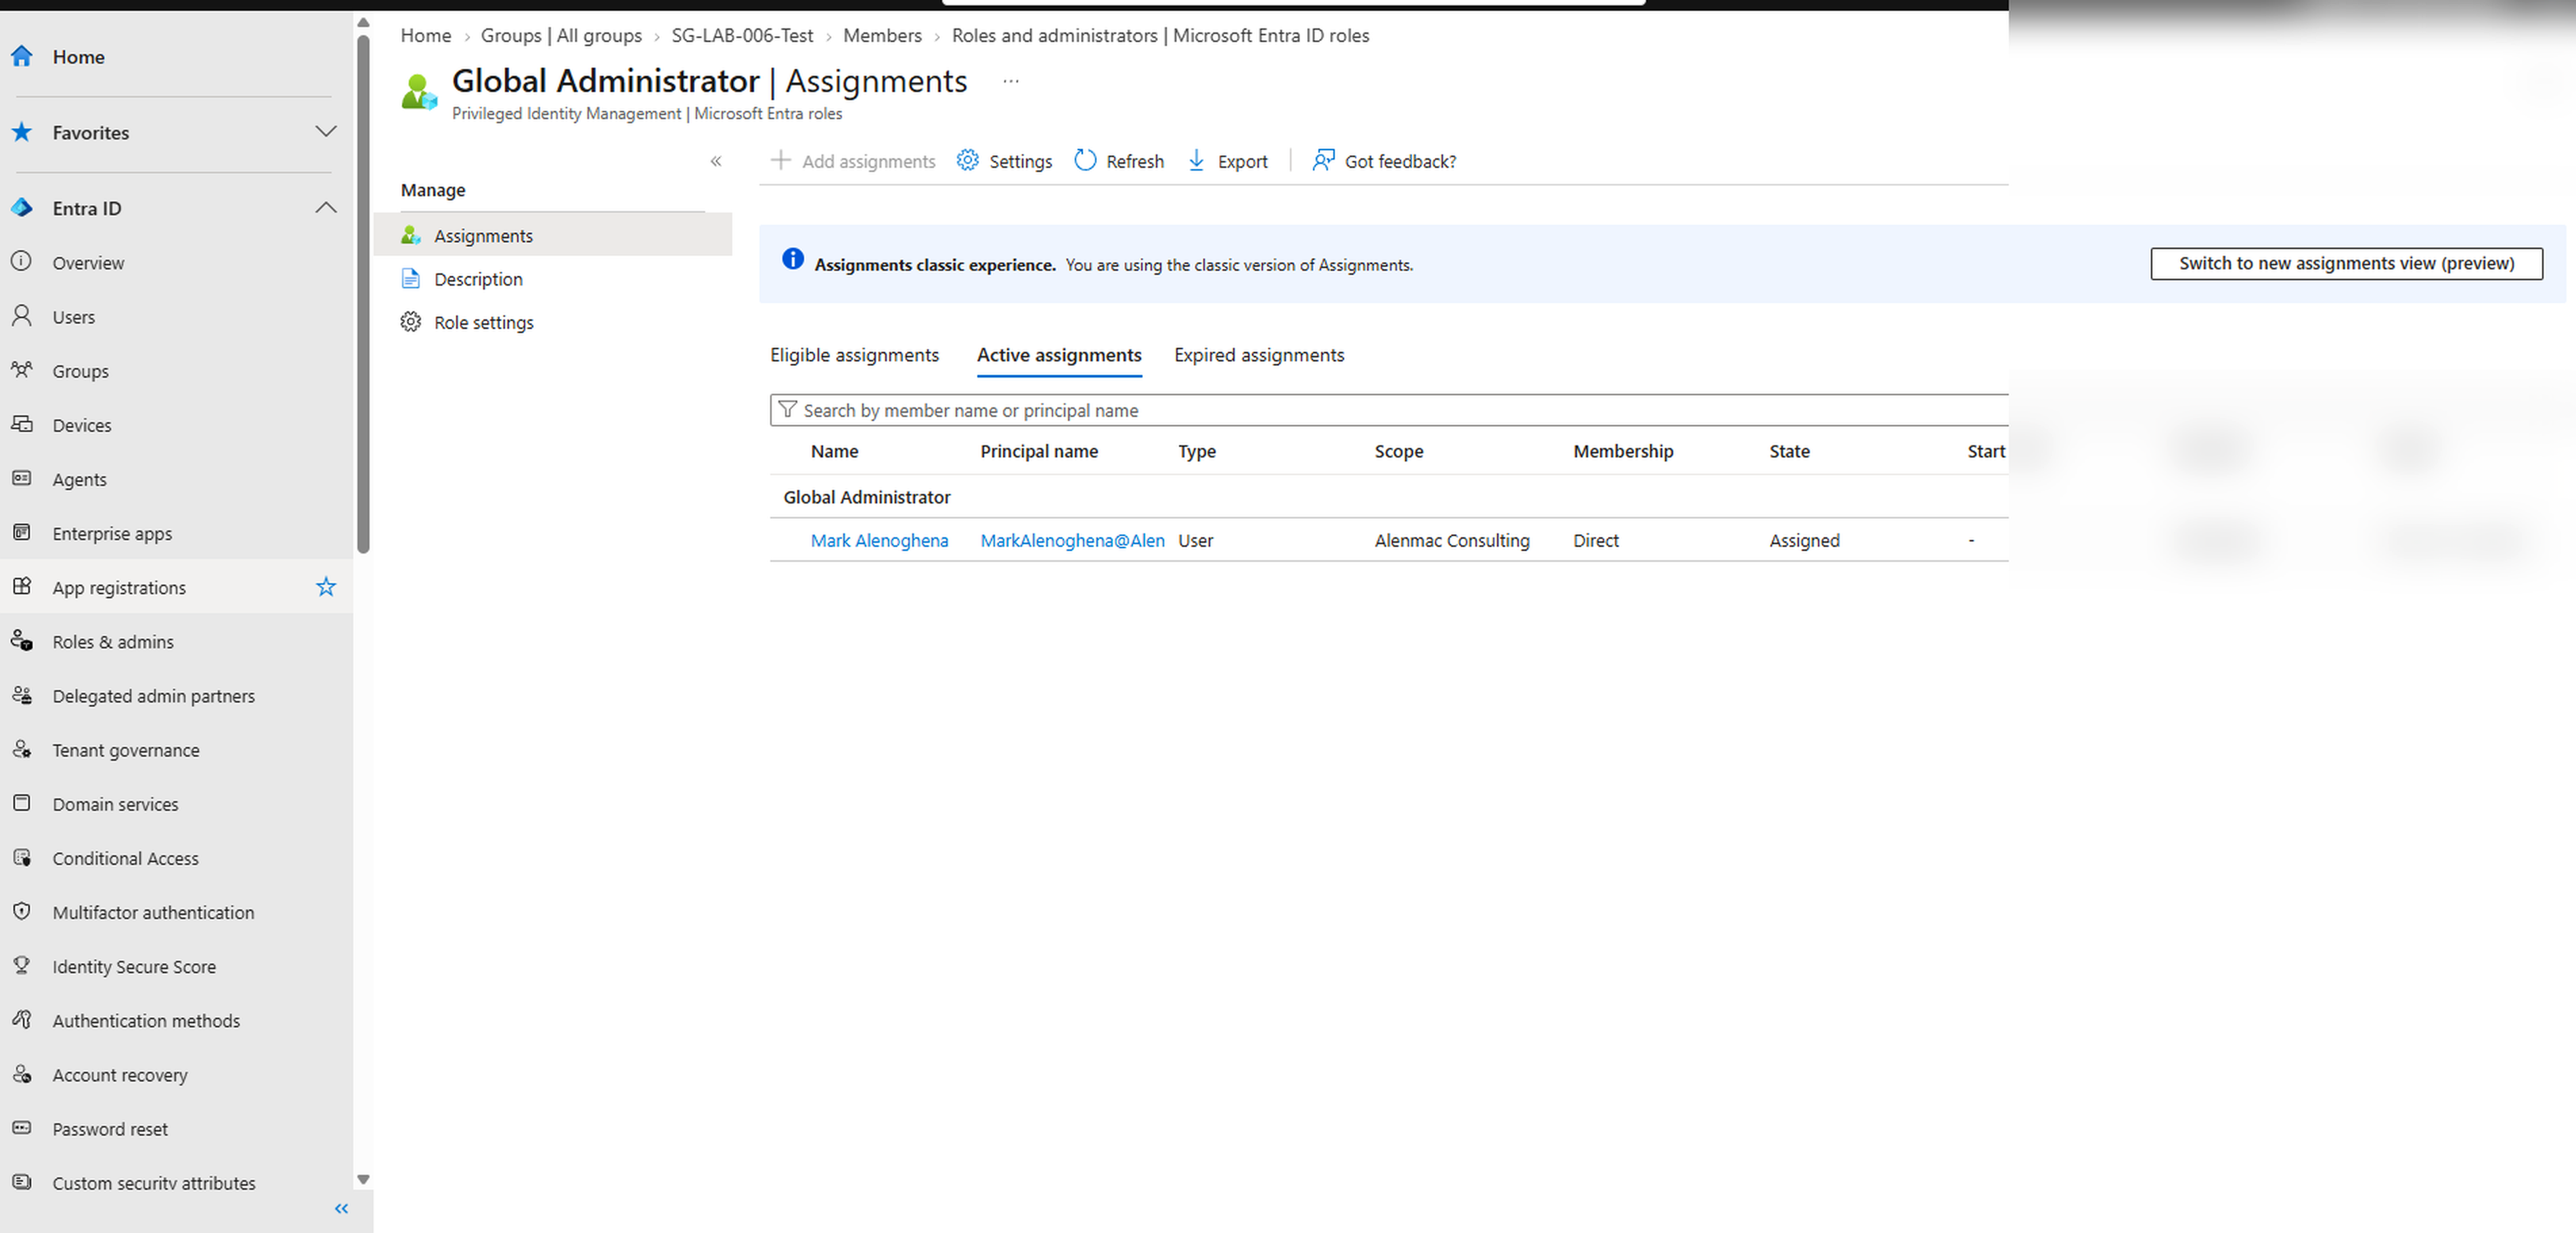 Home › Groups | All groups › SG-LAB-006-Test › Members › Roles and administrators | Microsoft Entra ID roles
Global Administrator | Assignments ...
Privileged Identity Management | Microsoft Entra roles
Home
Favorites
Entra ID
Overview
Users
Groups
Devices
Agents
Enterprise apps
App registrations
Roles & admins
Delegated admin partners
Tenant governance
Domain services
Conditional Access
Multifactor authentication
Identity Secure Score
Authentication methods
Account recovery
Password reset
Custom security attributes
«
«
Manage
Assignments
Description
Role settings
Add assignments Settings Refresh Export | Got feedback?
Assignments classic experience. You are using the classic version of Assignments.
Switch to new assignments view (preview)
Eligible assignments Active assignments Expired assignments
Search by member name or principal name
Name Principal name Type Scope Membership State Start
Global Administrator
Mark Alenoghena MarkAlenoghena@Alen User Alenmac Consulting Direct Assigned -